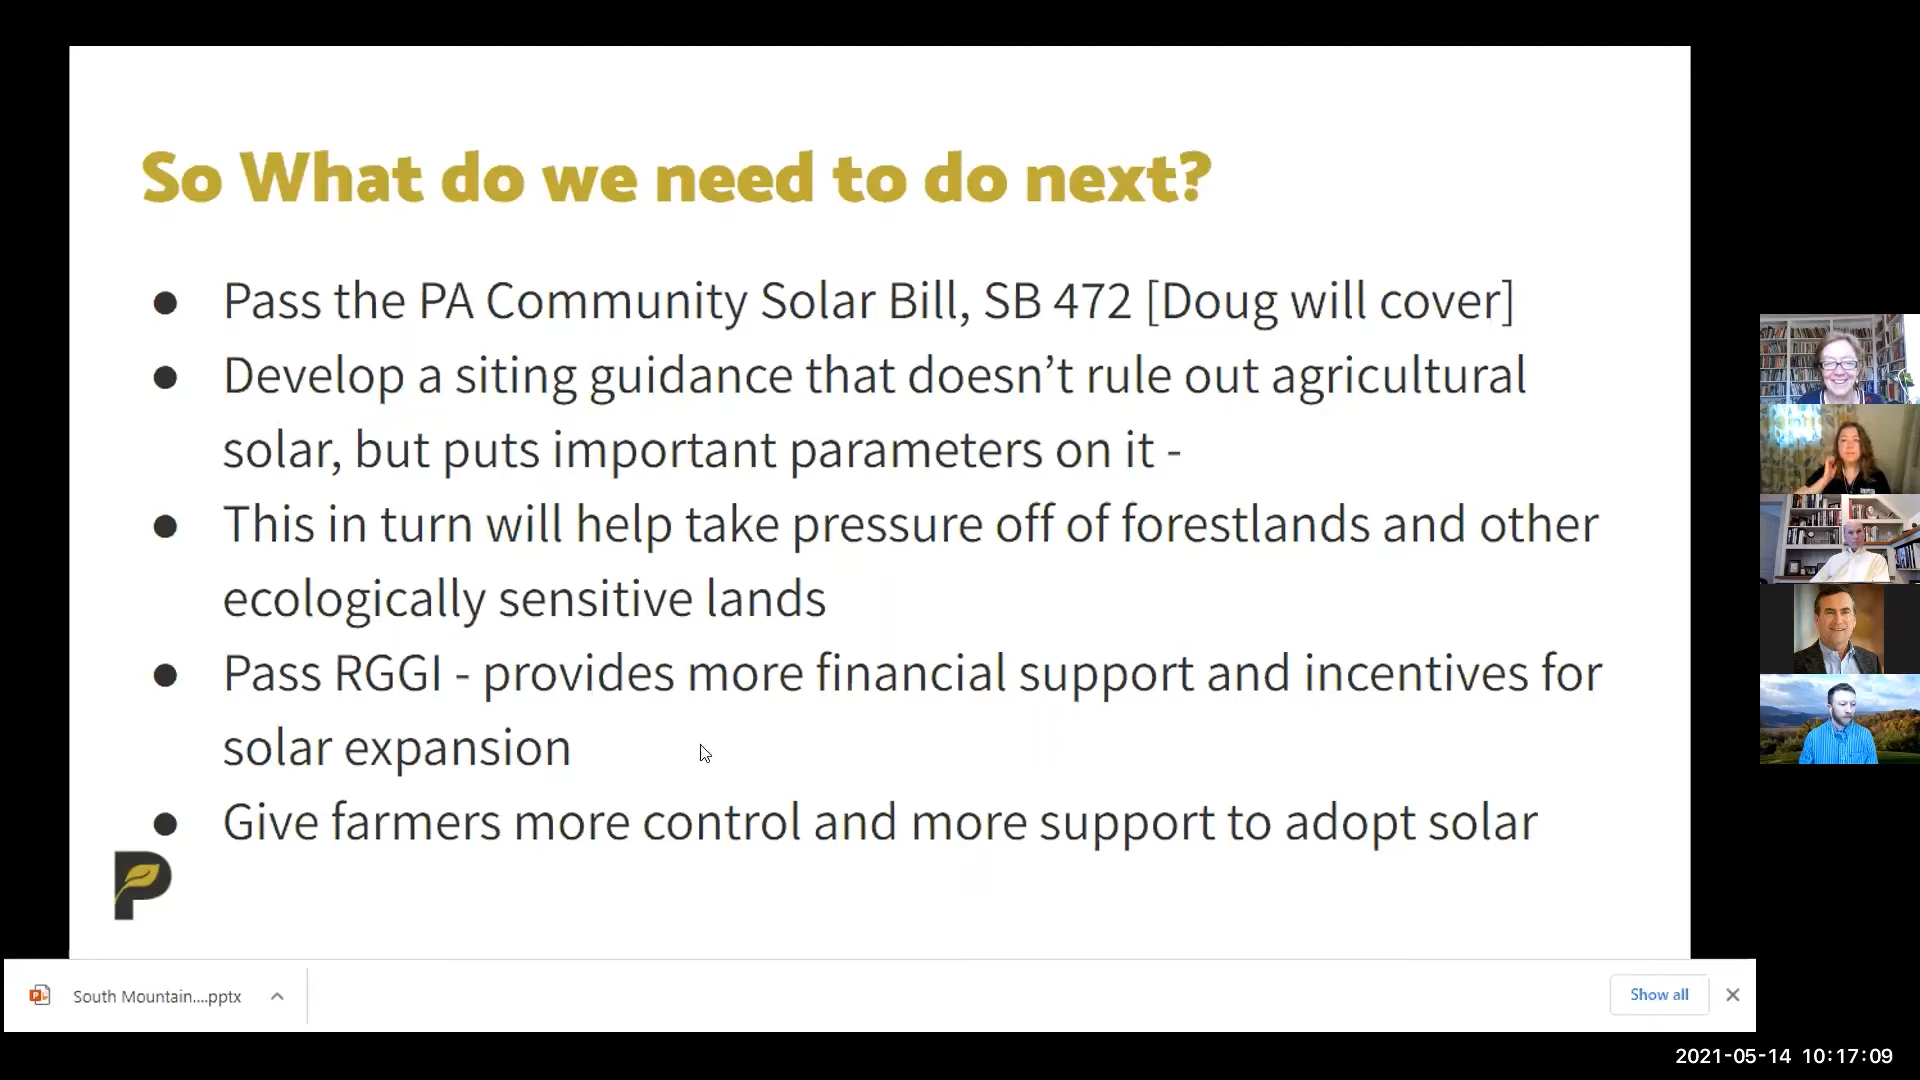 So What do we need to do next?
● Pass the PA Community Solar Bill, SB 472 [Doug will cover]
● Develop a siting guidance that doesn’t rule out agricultural
solar, but puts important parameters on it -
● This in turn will help take pressure off of forestlands and other
ecologically sensitive lands
● Pass RGGI - provides more financial support and incentives for
solar expansion
● Give farmers more control and more support to adopt solar
South Mountain....pptx
Show all
2021-05-14 10:17:09